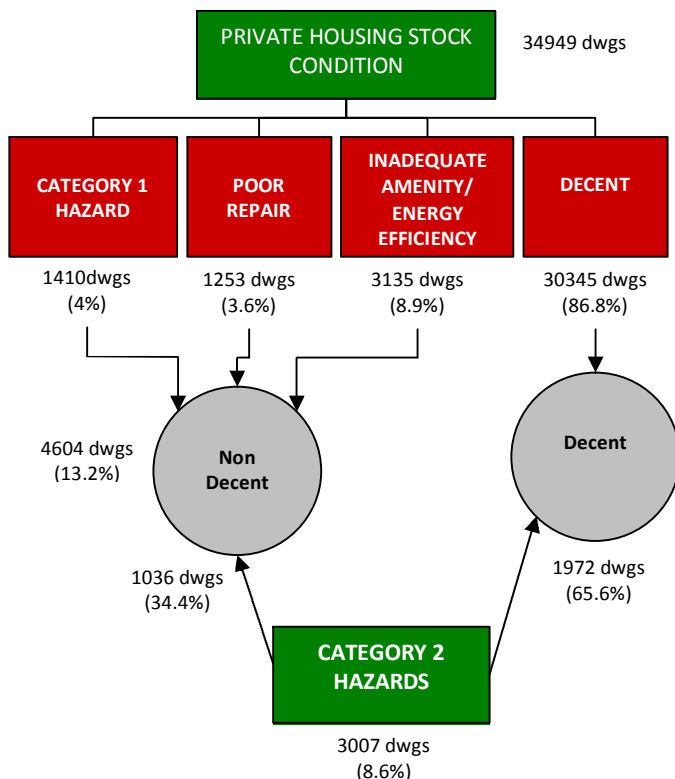 PRIVATE HOUSING STOCK
CONDITION
34949 dwgs
CATEGORY 1
HAZARD
POOR
REPAIR
INADEQUATE
AMENITY/
ENERGY
EFFICIENCY
DECENT
1410dwgs
(4%)
1253 dwgs
(3.6%)
3135 dwgs
(8.9%)
30345 dwgs
(86.8%)
4604 dwgs
(13.2%)
Non
Decent
Decent
1036 dwgs
(34.4%)
1972 dwgs
(65.6%)
CATEGORY 2
HAZARDS
3007 dwgs
(8.6%)